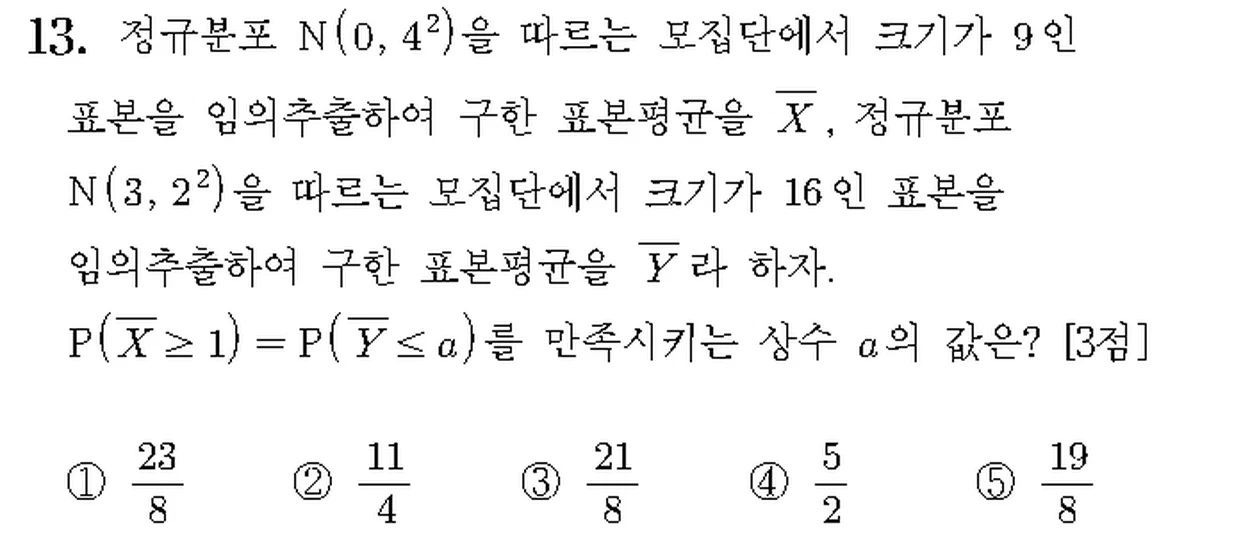 13. 정규분포 N(0, 4²)을 따르는 모집단에서 크기가 9인
표본을 임의추출하여 구한 표본평균을 X̅, 정규분포
N(3, 2²)을 따르는 모집단에서 크기가 16인 표본을
임의추출하여 구한 표본평균을 Y̅라 하자.
P(X̅ ≥ 1) = P(Y̅ ≤ a)를 만족시키는 상수 a의 값은? [3점]
① 23/8 ② 11/4 ③ 21/8 ④ 5/2 ⑤ 19/8